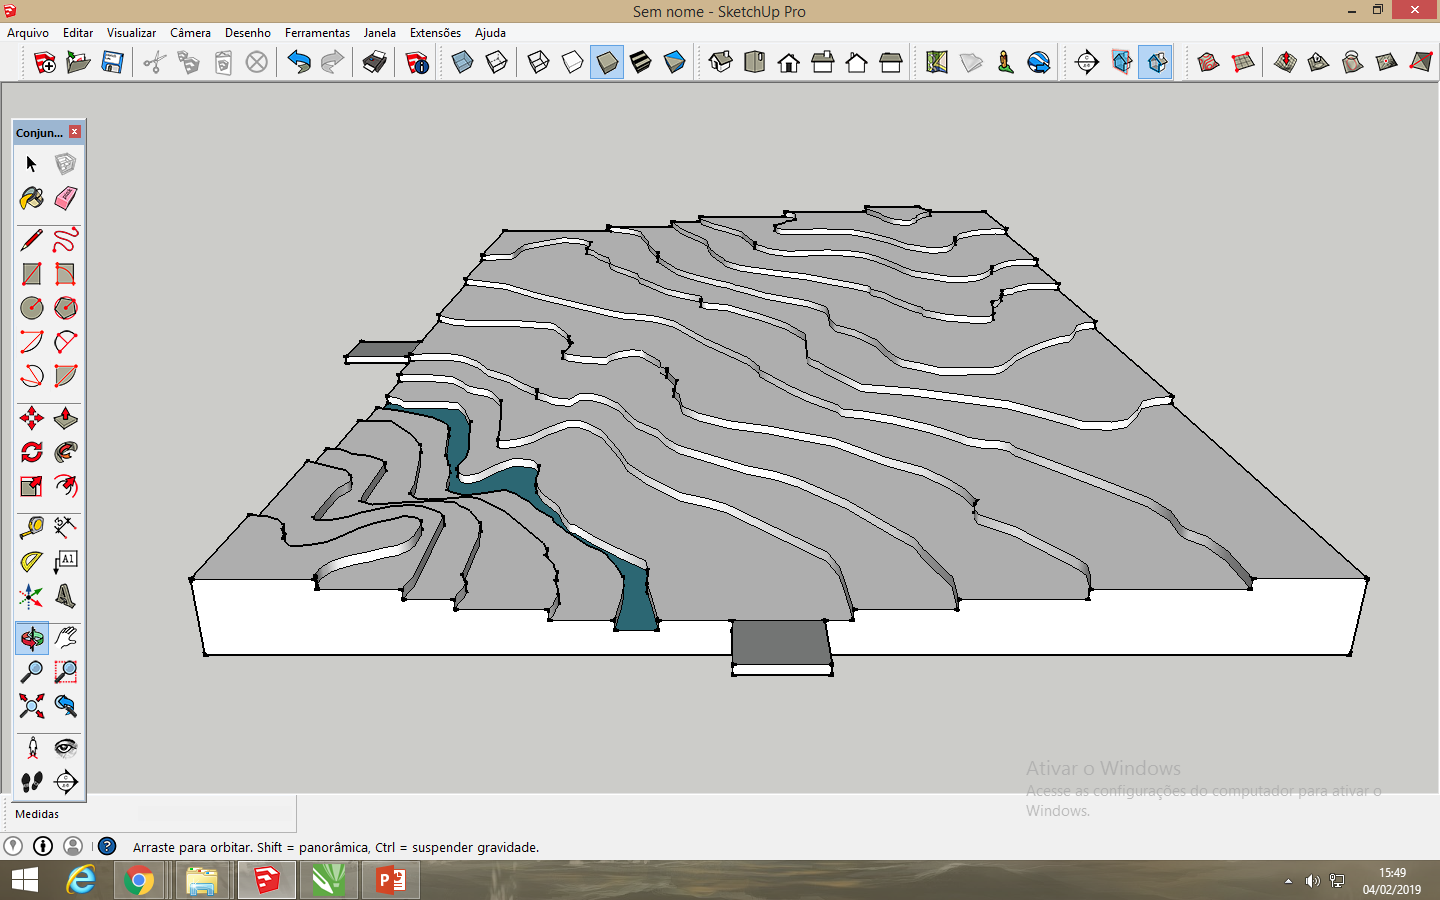 Sem nome - SketchUp Pro
Arquivo Editar Visualizar Câmera Desenho Ferramentas Janela Extensões Ajuda
Conjun...
A1
Ativar o Windows
Acesse as configurações do computador para ativar o
Windows.
Medidas
Arraste para orbitar. Shift = panorâmica, Ctrl = suspender gravidade.
15:49
04/02/2019